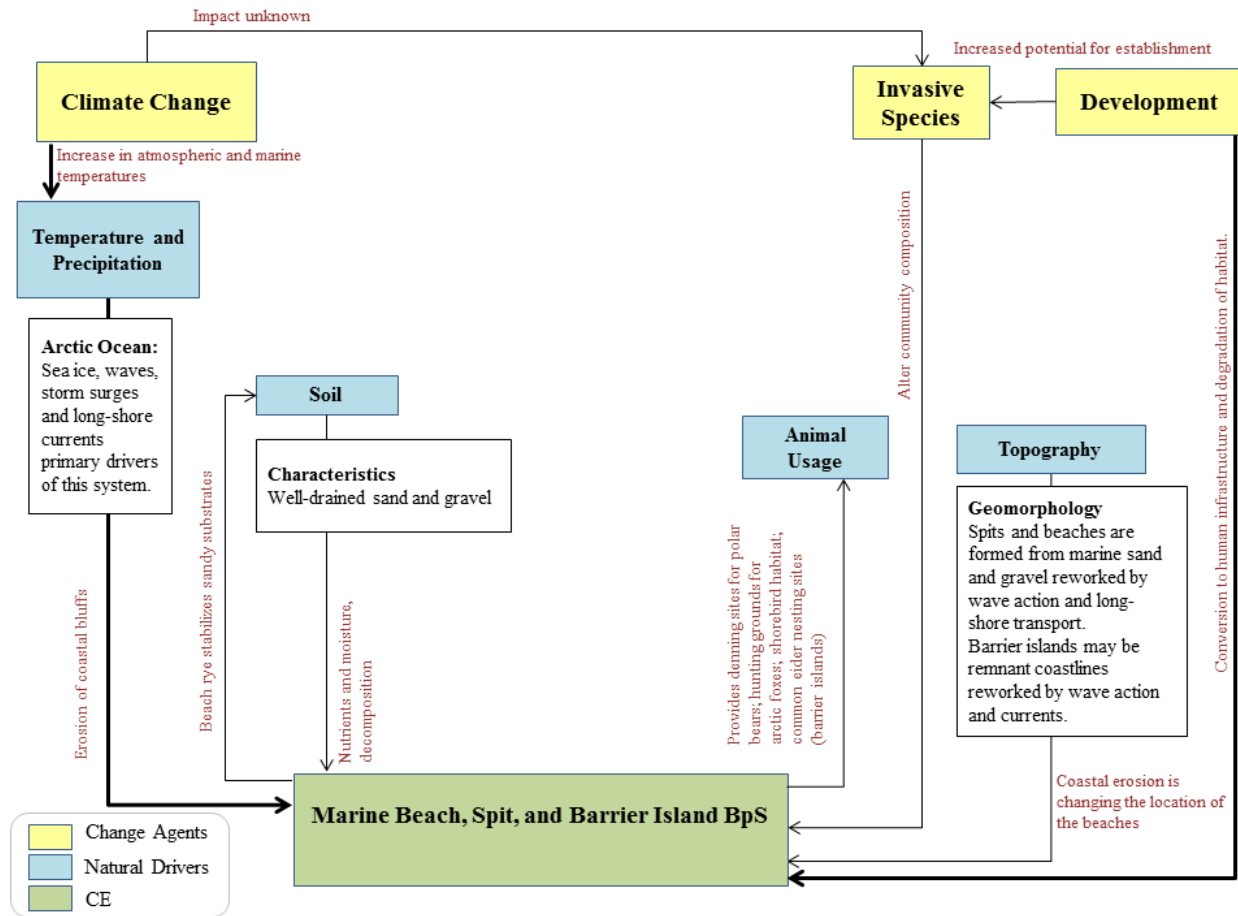 Impact unknown
Increased potential for establishment
Climate Change
Invasive
Species
Development
Increase in atmospheric and marine
temperatures
Temperature and
Precipitation
Arctic Ocean:
Sea ice, waves,
storm surges
and long-shore
currents
primary drivers
of this system.
Erosion of coastal bluffs
Beach rye stabilizes sandy substrates
Soil
Characteristics
Well-drained sand and gravel
Nutrients and moisture,
decomposition
Animal
Usage
Provides denning sites for polar
bears; hunting grounds for
arctic foxes; shorebird habitat;
common eider nesting sites
(barrier islands)
Alter community composition
Topography
Geomorphology
Spits and beaches are
formed from marine sand
and gravel reworked by
wave action and long-
shore transport.
Barrier islands may be
remnant coastlines
reworked by wave action
and currents.
Coastal erosion is
changing the location of
the beaches
Conversion to human infrastructure and degradation of habitat.
Marine Beach, Spit, and Barrier Island BpS
Change Agents
Natural Drivers
CE